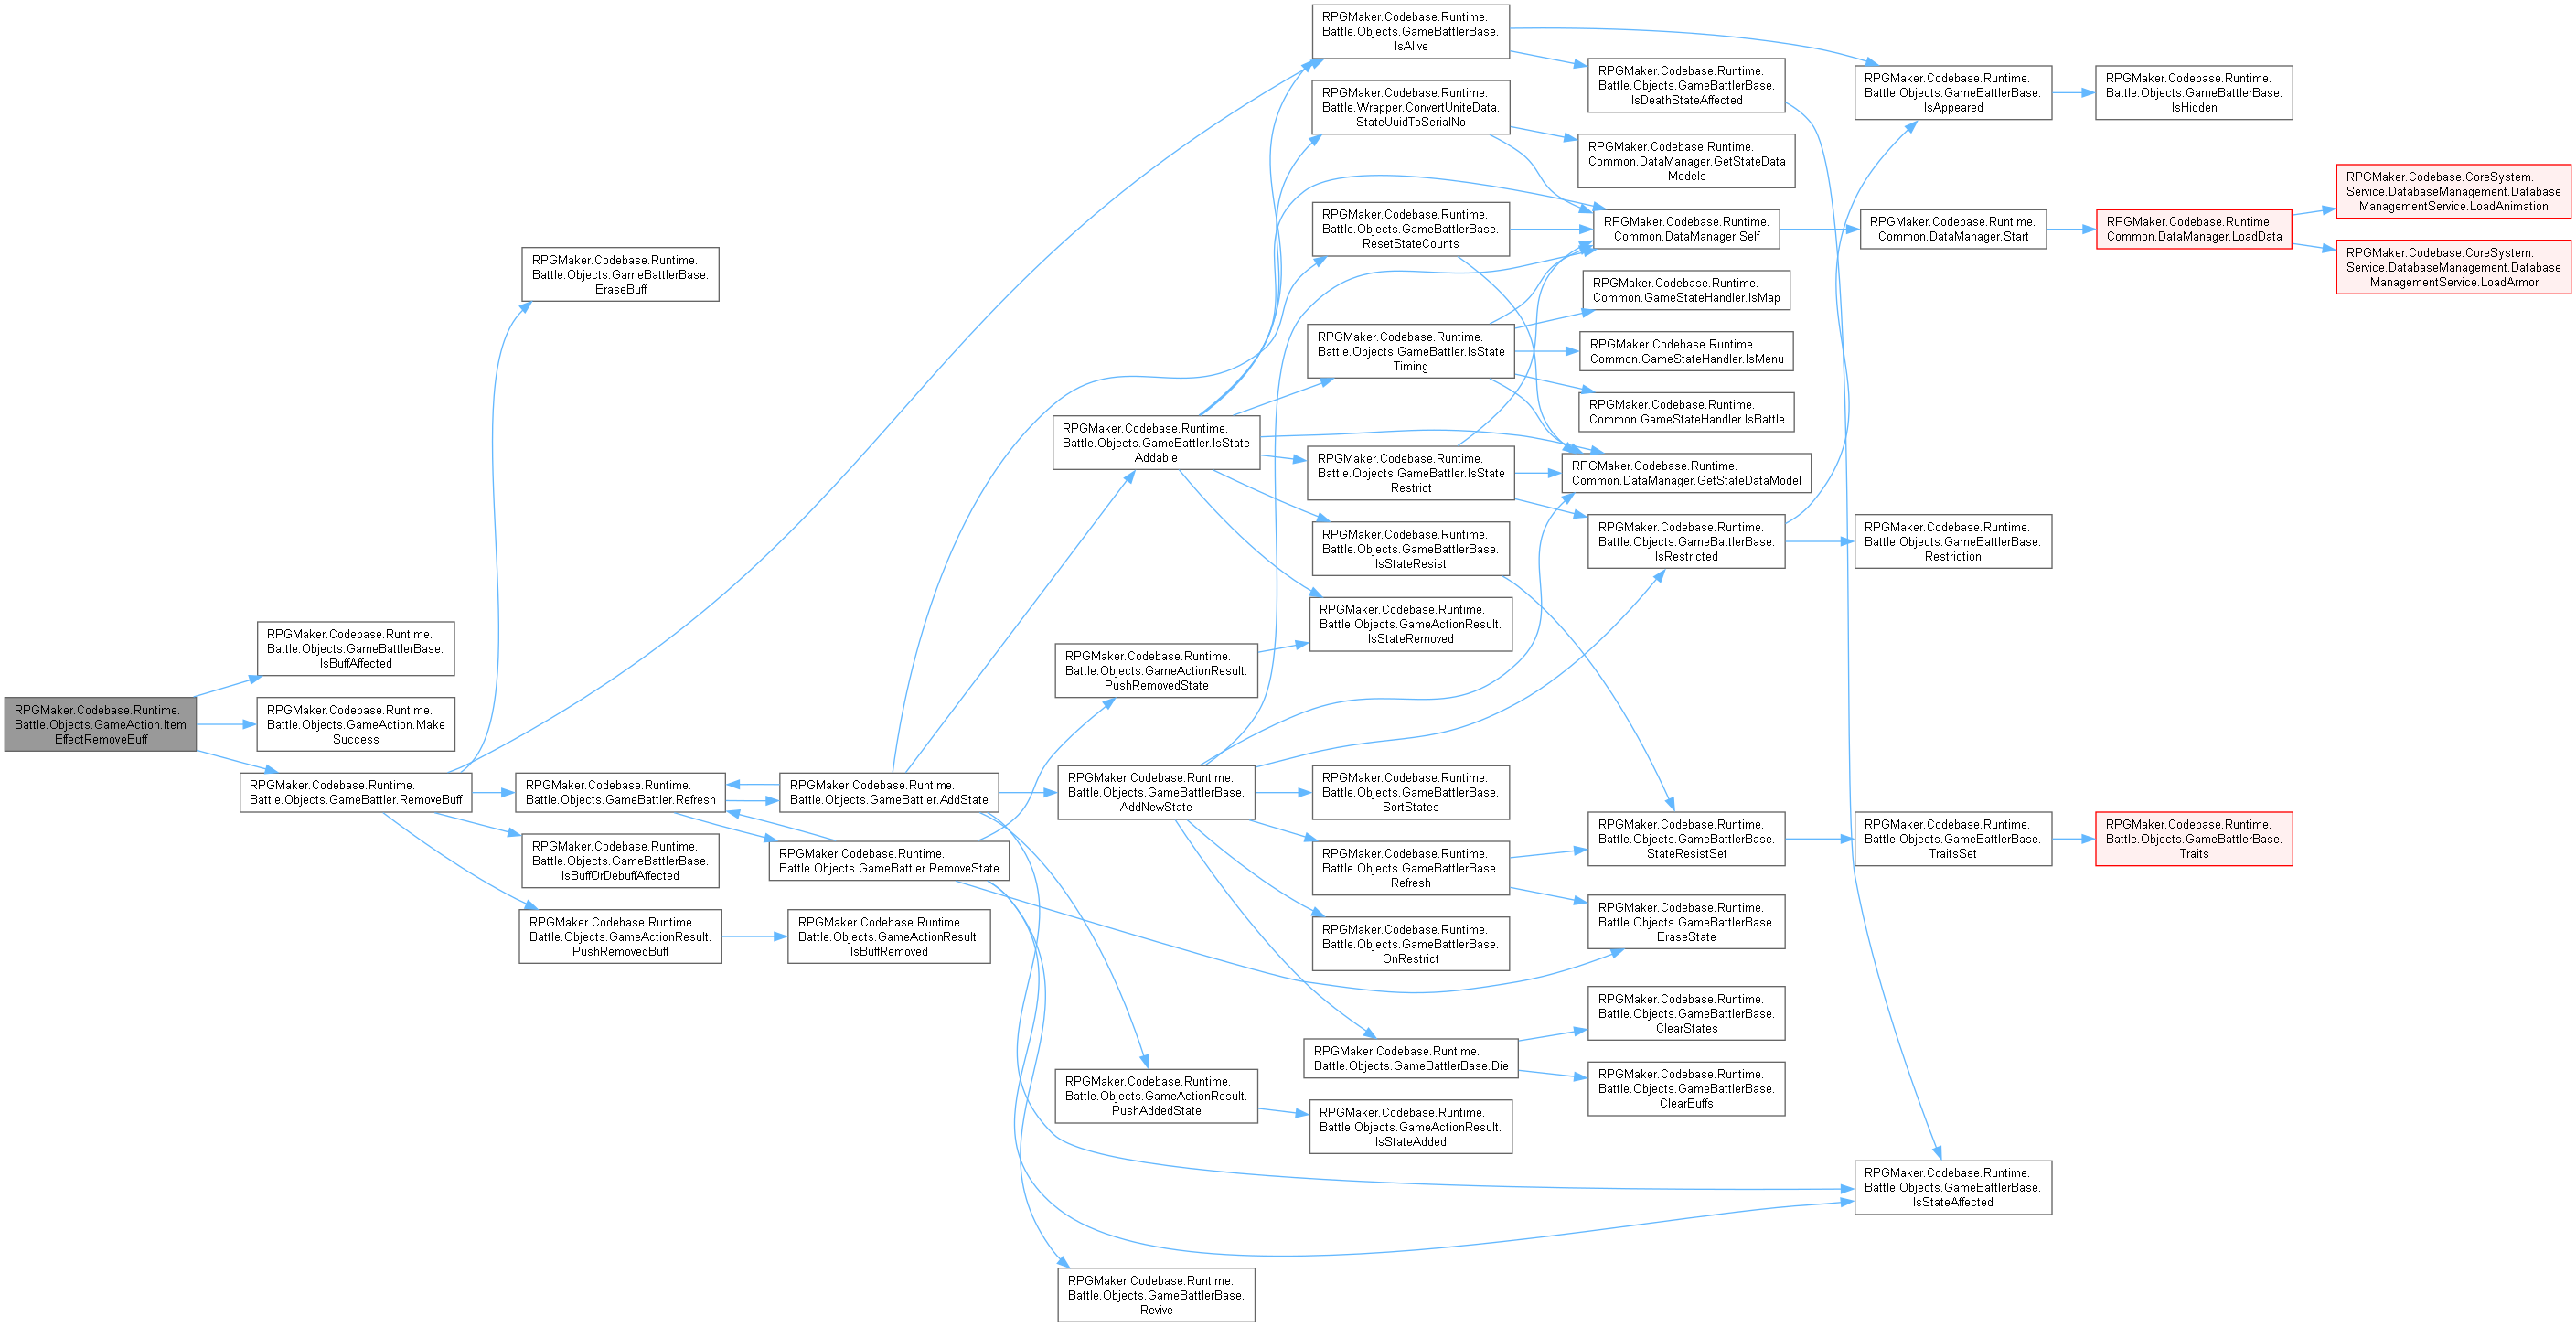 RPGMaker.Codebase.Runtime.
Battle.Objects.GameAction.Item
EffectRemoveBuff
RPGMaker.Codebase.Runtime.
Battle.Objects.GameBattlerBase.
IsBuffAffected
RPGMaker.Codebase.Runtime.
Battle.Objects.GameAction.Make
Success
RPGMaker.Codebase.Runtime.
Battle.Objects.GameBattler.RemoveBuff
RPGMaker.Codebase.Runtime.
Battle.Objects.GameBattlerBase.
EraseBuff
RPGMaker.Codebase.Runtime.
Battle.Objects.GameBattler.Refresh
RPGMaker.Codebase.Runtime.
Battle.Objects.GameBattlerBase.
IsBuffOrDebuffAffected
RPGMaker.Codebase.Runtime.
Battle.Objects.GameActionResult.
PushRemovedBuff
RPGMaker.Codebase.Runtime.
Battle.Objects.GameBattler.AddState
RPGMaker.Codebase.Runtime.
Battle.Objects.GameBattler.RemoveState
RPGMaker.Codebase.Runtime.
Battle.Objects.GameActionResult.
IsBuffRemoved
RPGMaker.Codebase.Runtime.
Battle.Objects.GameBattler.IsState
Addable
RPGMaker.Codebase.Runtime.
Battle.Objects.GameActionResult.
PushRemovedState
RPGMaker.Codebase.Runtime.
Battle.Objects.GameBattlerBase.
AddNewState
RPGMaker.Codebase.Runtime.
Battle.Objects.GameActionResult.
PushAddedState
RPGMaker.Codebase.Runtime.
Battle.Objects.GameBattlerBase.
Revive
RPGMaker.Codebase.Runtime.
Battle.Objects.GameBattlerBase.
IsAlive
RPGMaker.Codebase.Runtime.
Battle.Wrapper.ConvertUniteData.
StateUuidToSerialNo
RPGMaker.Codebase.Runtime.
Battle.Objects.GameBattlerBase.
ResetStateCounts
RPGMaker.Codebase.Runtime.
Battle.Objects.GameBattler.IsState
Timing
RPGMaker.Codebase.Runtime.
Battle.Objects.GameBattler.IsState
Restrict
RPGMaker.Codebase.Runtime.
Battle.Objects.GameBattlerBase.
IsStateResist
RPGMaker.Codebase.Runtime.
Battle.Objects.GameActionResult.
IsStateRemoved
RPGMaker.Codebase.Runtime.
Battle.Objects.GameBattlerBase.
SortStates
RPGMaker.Codebase.Runtime.
Battle.Objects.GameBattlerBase.
Refresh
RPGMaker.Codebase.Runtime.
Battle.Objects.GameBattlerBase.
OnRestrict
RPGMaker.Codebase.Runtime.
Battle.Objects.GameBattlerBase.Die
RPGMaker.Codebase.Runtime.
Battle.Objects.GameActionResult.
IsStateAdded
RPGMaker.Codebase.Runtime.
Battle.Objects.GameBattlerBase.
IsDeathStateAffected
RPGMaker.Codebase.Runtime.
Common.DataManager.GetStateData
Models
RPGMaker.Codebase.Runtime.
Common.DataManager.Self
RPGMaker.Codebase.Runtime.
Common.GameStateHandler.IsMap
RPGMaker.Codebase.Runtime.
Common.GameStateHandler.IsMenu
RPGMaker.Codebase.Runtime.
Common.GameStateHandler.IsBattle
RPGMaker.Codebase.Runtime.
Common.DataManager.GetStateDataModel
RPGMaker.Codebase.Runtime.
Battle.Objects.GameBattlerBase.
IsRestricted
RPGMaker.Codebase.Runtime.
Battle.Objects.GameBattlerBase.
StateResistSet
RPGMaker.Codebase.Runtime.
Battle.Objects.GameBattlerBase.
EraseState
RPGMaker.Codebase.Runtime.
Battle.Objects.GameBattlerBase.
ClearStates
RPGMaker.Codebase.Runtime.
Battle.Objects.GameBattlerBase.
ClearBuffs
RPGMaker.Codebase.Runtime.
Battle.Objects.GameBattlerBase.
IsAppeared
RPGMaker.Codebase.Runtime.
Common.DataManager.Start
RPGMaker.Codebase.Runtime.
Battle.Objects.GameBattlerBase.
Restriction
RPGMaker.Codebase.Runtime.
Battle.Objects.GameBattlerBase.
TraitsSet
RPGMaker.Codebase.Runtime.
Battle.Objects.GameBattlerBase.
IsStateAffected
RPGMaker.Codebase.Runtime.
Battle.Objects.GameBattlerBase.
IsHidden
RPGMaker.Codebase.Runtime.
Common.DataManager.LoadData
RPGMaker.Codebase.Runtime.
Battle.Objects.GameBattlerBase.
Traits
RPGMaker.Codebase.CoreSystem.
Service.DatabaseManagement.Database
ManagementService.LoadAnimation
RPGMaker.Codebase.CoreSystem.
Service.DatabaseManagement.Database
ManagementService.LoadArmor